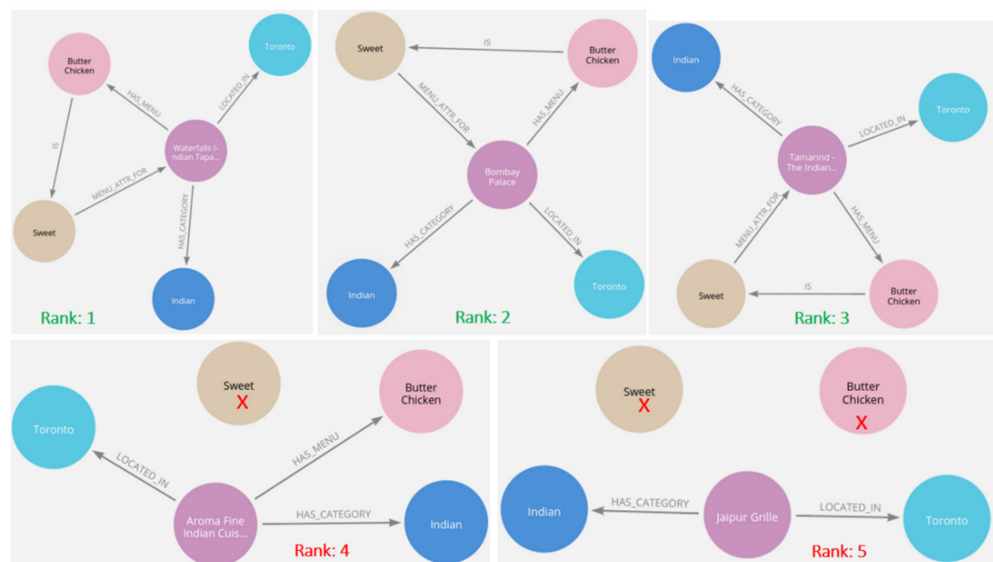 Toronto
Butter
Chicken
HAS_MENU
LOCATED_IN
IS
Waterfalls I-
ndian Tapa...
MENU_ATTR_FOR
Sweet
HAS_CATEGORY
Indian
Rank: 1
Sweet
IS
Butter
Chicken
MENU_ATTR_FOR
HAS_MENU
Bombay
Palace
HAS_CATEGORY
LOCATED_IN
Indian
Toronto
Rank: 2
Indian
HAS_CATEGORY
Toronto
LOCATED_IN
Tamarind -
The Indian...
MENU_ATTR_FOR
HAS_MENU
Sweet
IS
Butter
Chicken
Rank: 3
Sweet
X
Butter
Chicken
Toronto
LOCATED_IN
HAS_MENU
Aroma Fine
Indian Cuis...
HAS_CATEGORY
Indian
Rank: 4
Sweet
X
Butter
Chicken
X
Indian
HAS_CATEGORY
Jaipur Grille
LOCATED_IN
Toronto
Rank: 5